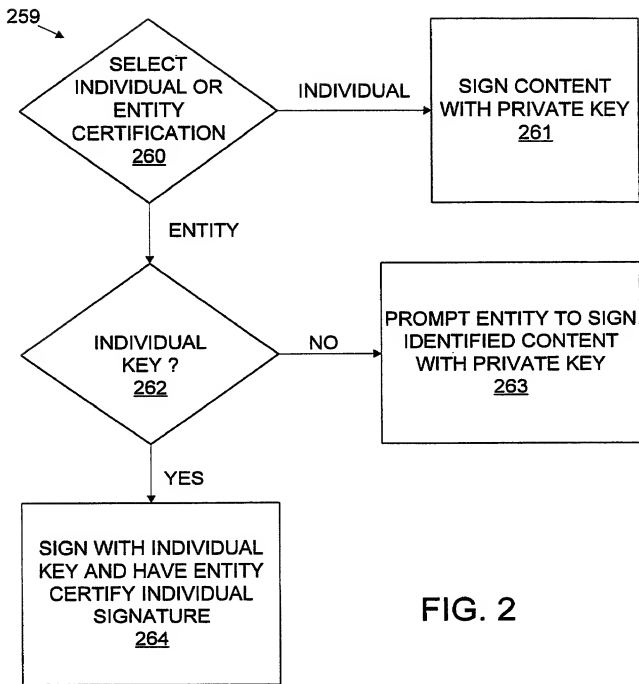 259
SELECT
INDIVIDUAL OR
ENTITY
CERTIFICATION
260
INDIVIDUAL
SIGN CONTENT
WITH PRIVATE KEY
261
ENTITY
INDIVIDUAL
KEY ?
262
NO
PROMPT ENTITY TO SIGN
IDENTIFIED CONTENT
WITH PRIVATE KEY
263
YES
SIGN WITH INDIVIDUAL
KEY AND HAVE ENTITY
CERTIFY INDIVIDUAL
SIGNATURE
264
FIG. 2